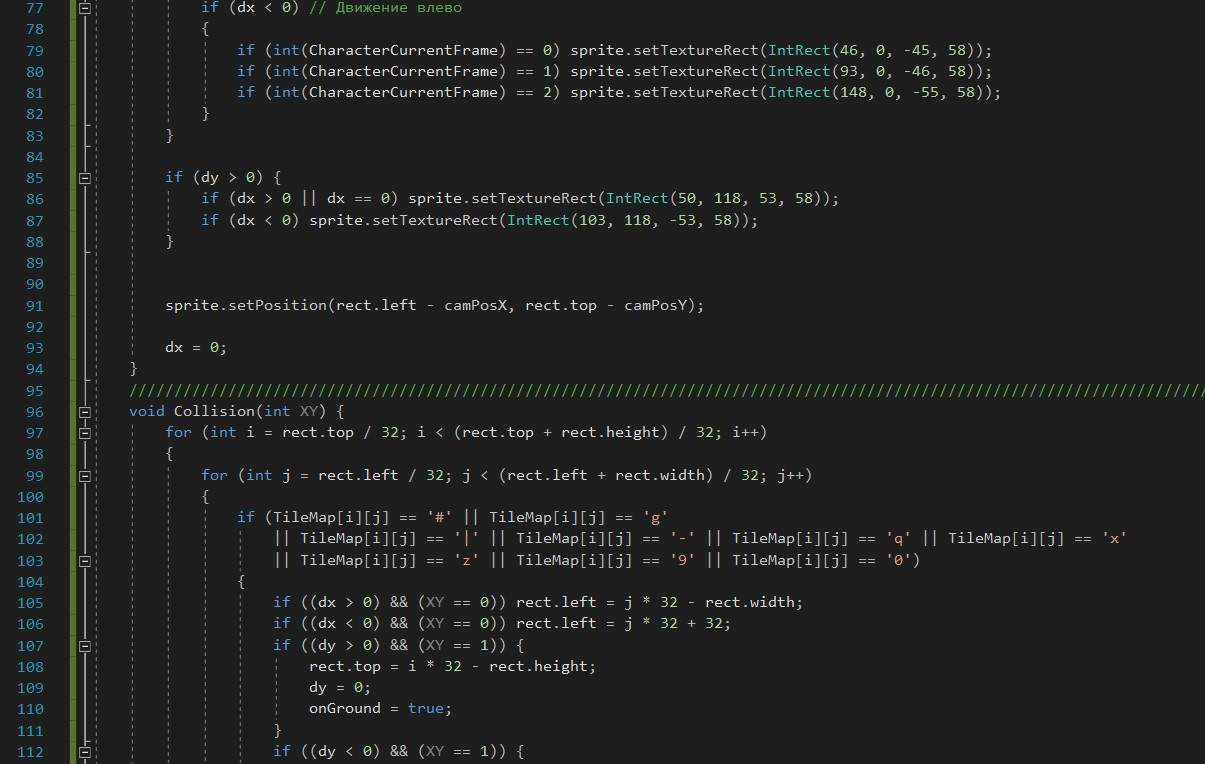 77 if (dx < 0) // Движение влево
78 {
79 if (int(CharacterCurrentFrame) == 0) sprite.setTextureRect(IntRect(46, 0, -45, 58));
80 if (int(CharacterCurrentFrame) == 1) sprite.setTextureRect(IntRect(93, 0, -46, 58));
81 if (int(CharacterCurrentFrame) == 2) sprite.setTextureRect(IntRect(148, 0, -55, 58));
82 }
83 }
84
85 if (dy > 0) {
86 if (dx > 0 || dx == 0) sprite.setTextureRect(IntRect(50, 118, 53, 58));
87 if (dx < 0) sprite.setTextureRect(IntRect(103, 118, -53, 58));
88 }
89
90
91 sprite.setPosition(rect.left - camPosX, rect.top - camPosY);
92
93 dx = 0;
94 }
95 ////////////////////////////////////////////////////////////////////////////////////////////////////////////////////////
96 void Collision(int XY) {
97 for (int i = rect.top / 32; i < (rect.top + rect.height) / 32; i++)
98 {
99 for (int j = rect.left / 32; j < (rect.left + rect.width) / 32; j++)
100 {
101 if (TileMap[i][j] == '#' || TileMap[i][j] == 'g'
102 || TileMap[i][j] == '|' || TileMap[i][j] == '-' || TileMap[i][j] == 'q' || TileMap[i][j] == 'x'
103 || TileMap[i][j] == 'z' || TileMap[i][j] == '9' || TileMap[i][j] == '0')
104 {
105 if ((dx > 0) && (XY == 0)) rect.left = j * 32 - rect.width;
106 if ((dx < 0) && (XY == 0)) rect.left = j * 32 + 32;
107 if ((dy > 0) && (XY == 1)) {
108 rect.top = i * 32 - rect.height;
109 dy = 0;
110 onGround = true;
111 }
112 if ((dy < 0) && (XY == 1)) {